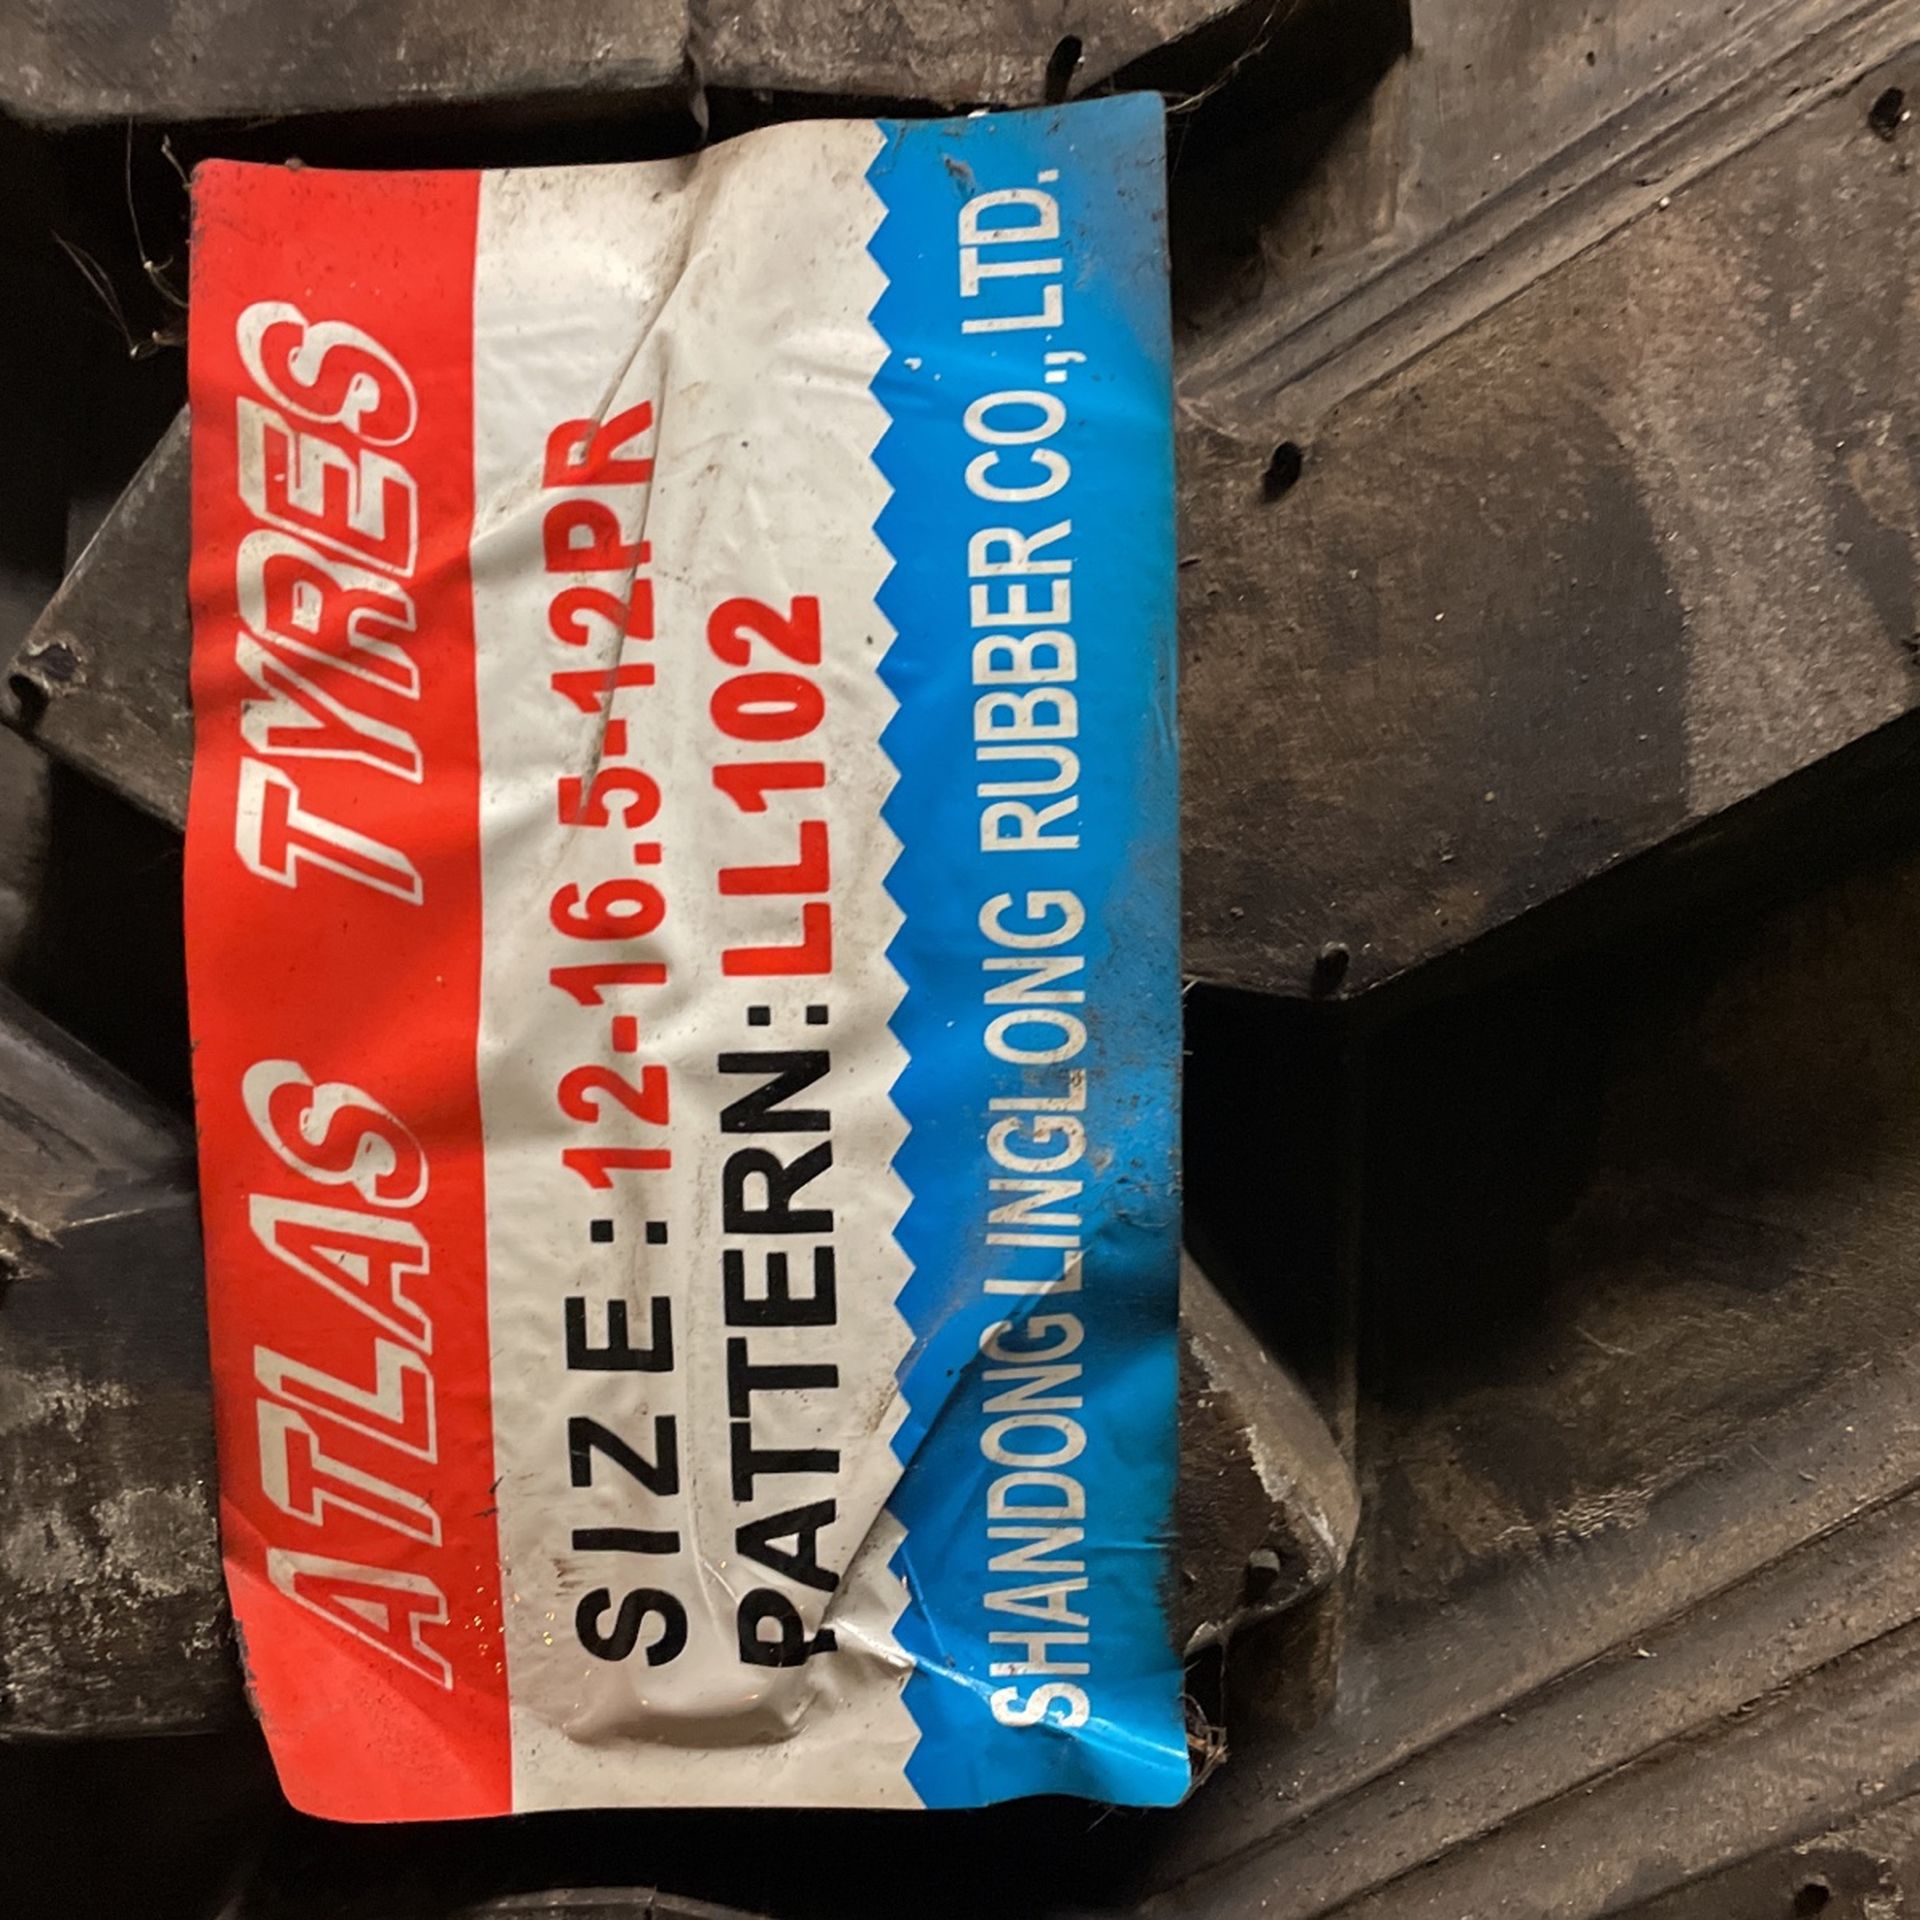 ATLAS TYRES
SIZE:12-16.5-12PR
PATTERN:LL102
SHANDONG LINGLONG RUBBER CO.,LTD.